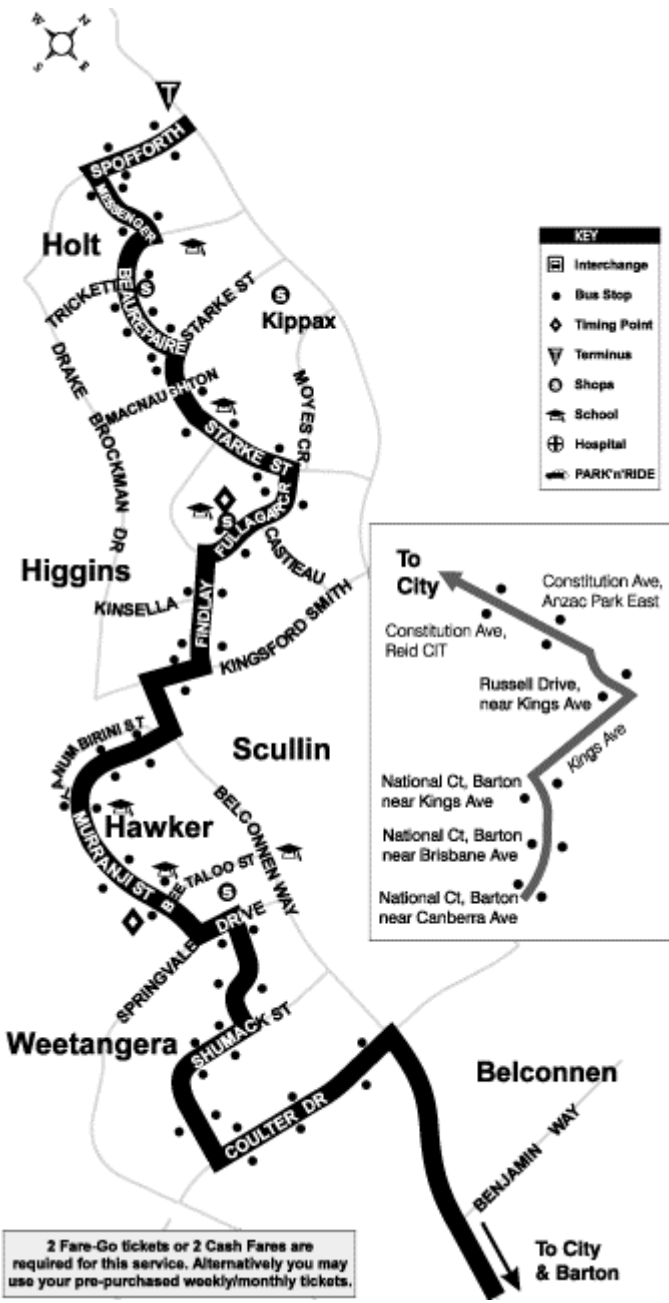 W
N
S
E
T
SPOFFORTH
MESSENGER
Holt
TRICKETT
S
BEAUREPAIRE
STARKE ST
S
Kippax
DRAKE BROCKMAN DR
MACNAUGHTON
MOYES CR
STARKE ST
S
FULLAGAR CR
CASTIEAU
Higgins
KINSELLA
FINDLAY
KINGSFORD SMITH
Scullin
BELCONNEN WAY
Hawker
MURRANJI ST
BEETALOO ST
S
SPRINGVALE
DRIVE
Weetangera
SHUMACK ST
COULTER DR
Belconnen
BENJAMIN WAY
To City
& Barton
KEY
Interchange
Bus Stop
Timing Point
T Terminus
S Shops
School
Hospital
PARK'n'RIDE
To
City
Constitution Ave,
Anzac Park East
Constitution Ave,
Reid CIT
Russell Drive,
near Kings Ave
Kings Ave
National Ct, Barton
near Kings Ave
National Ct, Barton
near Brisbane Ave
National Ct, Barton
near Canberra Ave
2 Fare-Go tickets or 2 Cash Fares are
required for this service. Alternatively you may
use your pre-purchased weekly/monthly tickets.